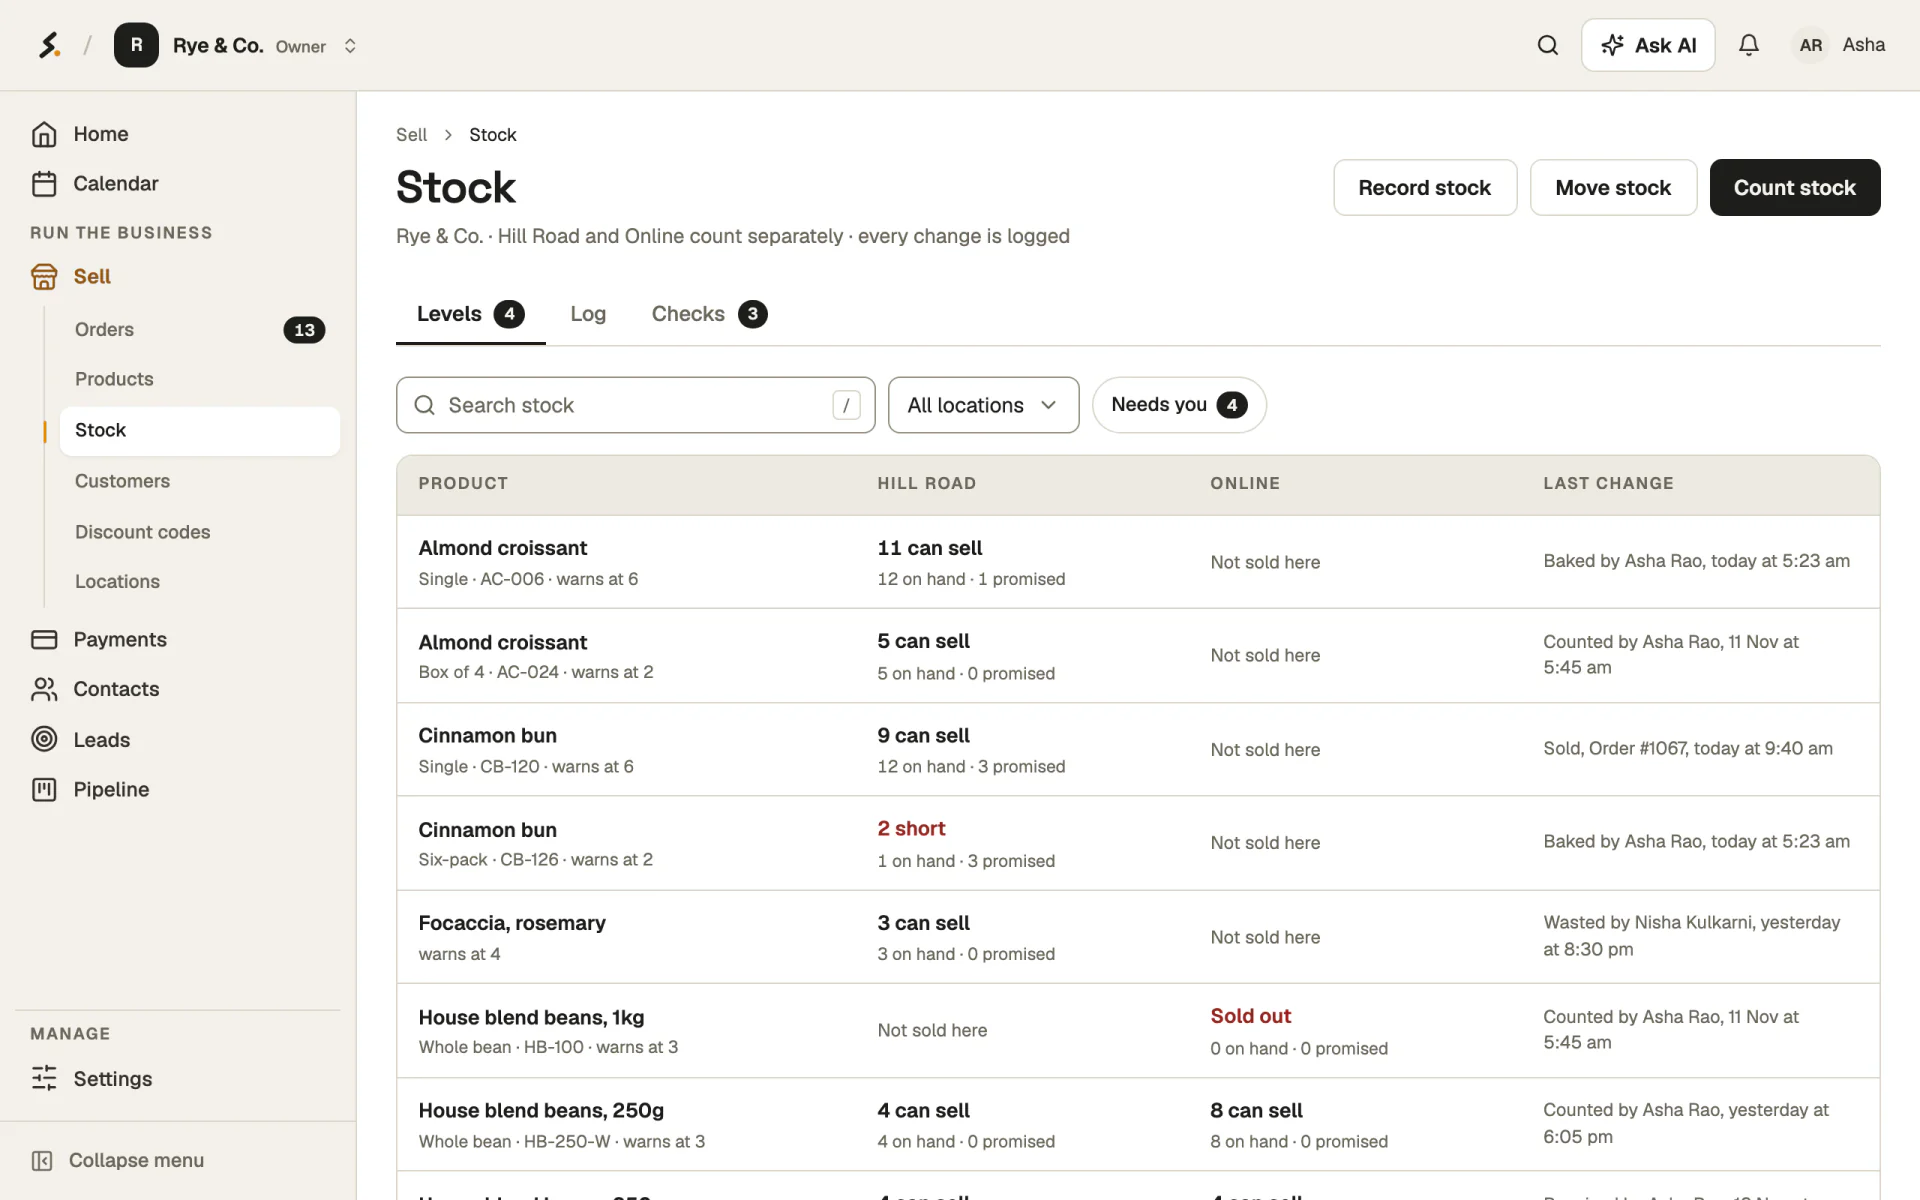 /
R
Rye & Co. Owner
Ask AI
AR
Asha
Home
Calendar
RUN THE BUSINESS
Sell
Orders 13
Products
Stock
Customers
Discount codes
Locations
Payments
Contacts
Leads
Pipeline
MANAGE
Settings
Collapse menu
Sell > Stock
Stock
Rye & Co. · Hill Road and Online count separately · every change is logged
Record stock
Move stock
Count stock
Levels 4
Log
Checks 3
Search stock /
All locations
Needs you 4
PRODUCT HILL ROAD ONLINE LAST CHANGE
Almond croissant
Single · AC-006 · warns at 6
11 can sell
12 on hand · 1 promised
Not sold here
Baked by Asha Rao, today at 5:23 am
Almond croissant
Box of 4 · AC-024 · warns at 2
5 can sell
5 on hand · 0 promised
Not sold here
Counted by Asha Rao, 11 Nov at
5:45 am
Cinnamon bun
Single · CB-120 · warns at 6
9 can sell
12 on hand · 3 promised
Not sold here
Sold, Order #1067, today at 9:40 am
Cinnamon bun
Six-pack · CB-126 · warns at 2
2 short
1 on hand · 3 promised
Not sold here
Baked by Asha Rao, today at 5:23 am
Focaccia, rosemary
warns at 4
3 can sell
3 on hand · 0 promised
Not sold here
Wasted by Nisha Kulkarni, yesterday
at 8:30 pm
House blend beans, 1kg
Whole bean · HB-100 · warns at 3
Not sold here
Sold out
0 on hand · 0 promised
Counted by Asha Rao, 11 Nov at
5:45 am
House blend beans, 250g
Whole bean · HB-250-W · warns at 3
4 can sell
4 on hand · 0 promised
8 can sell
8 on hand · 0 promised
Counted by Asha Rao, yesterday at
6:05 pm